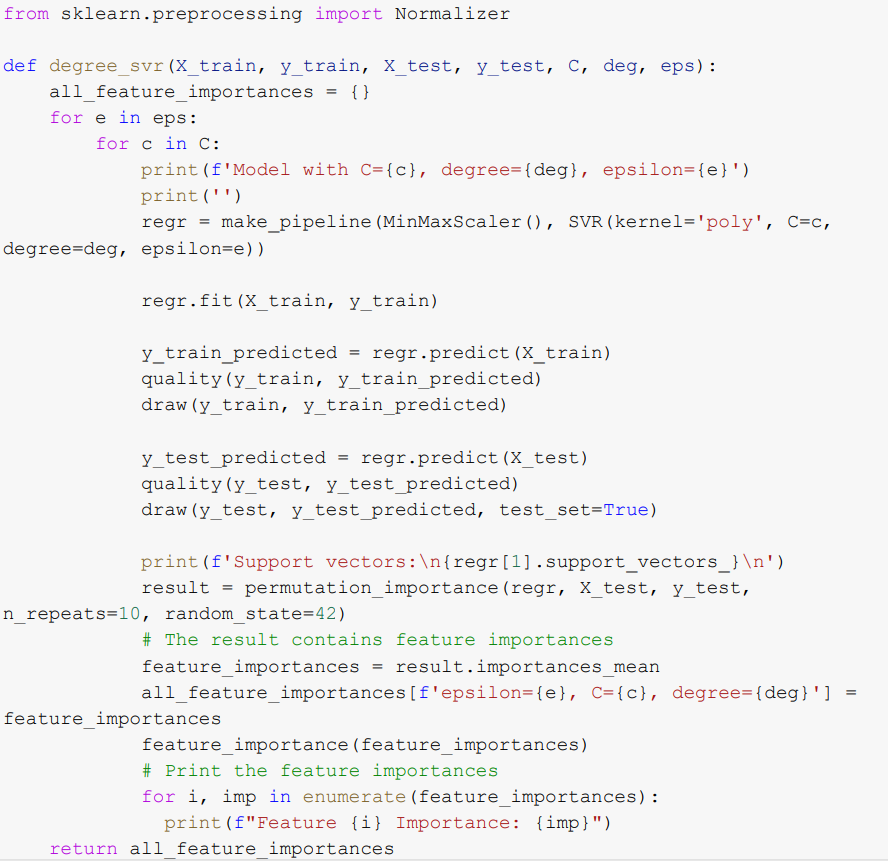 from sklearn.preprocessing import Normalizer
def degree_svr(X_train, y_train, X_test, y_test, C, deg, eps):
    all_feature_importances = {}
    for e in eps:
        for c in C:
            print(f'Model with C={c}, degree={deg}, epsilon={e}')
            print('')
            regr = make_pipeline(MinMaxScaler(), SVR(kernel='poly', C=c,
degree=deg, epsilon=e))
            regr.fit(X_train, y_train)
            y_train_predicted = regr.predict(X_train)
            quality(y_train, y_train_predicted)
            draw(y_train, y_train_predicted)
            y_test_predicted = regr.predict(X_test)
            quality(y_test, y_test_predicted)
            draw(y_test, y_test_predicted, test_set=True)
            print(f'Support vectors:\n{regr[1].support_vectors_}\n')
            result = permutation_importance(regr, X_test, y_test,
n_repeats=10, random_state=42)
            # The result contains feature importances
            feature_importances = result.importances_mean
            all_feature_importances[f'epsilon={e}, C={c}, degree={deg}'] =
feature_importances
            feature_importance(feature_importances)
            # Print the feature importances
            for i, imp in enumerate(feature_importances):
              print(f"Feature {i} Importance: {imp}")
    return all_feature_importances